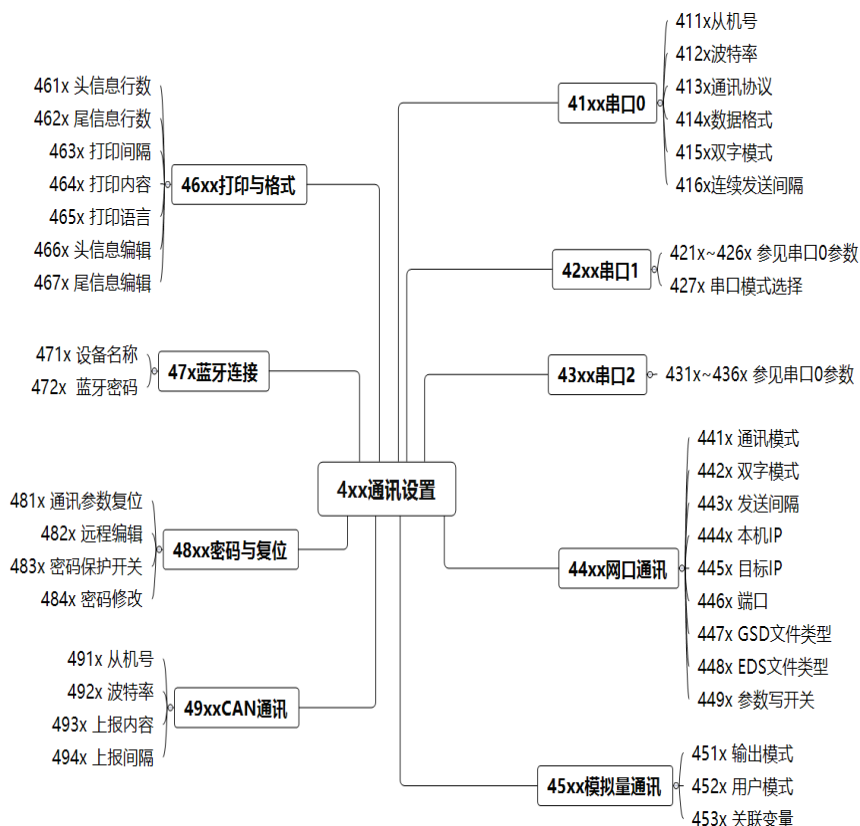 4xx通讯设置
41xx串口0
411x从机号
412x波特率
413x通讯协议
414x数据格式
415x双字模式
416x连续发送间隔
42xx串口1
421x~426x 参见串口0参数
427x 串口模式选择
43xx串口2
431x~436x 参见串口0参数
44xx网口通讯
441x 通讯模式
442x 双字模式
443x 发送间隔
444x 本机IP
445x 目标IP
446x 端口
447x GSD文件类型
448x EDS文件类型
449x 参数写开关
45xx模拟量通讯
451x 输出模式
452x 用户模式
453x 关联变量
46xx打印与格式
461x 头信息行数
462x 尾信息行数
463x 打印间隔
464x 打印内容
465x 打印语言
466x 头信息编辑
467x 尾信息编辑
47x蓝牙连接
471x 设备名称
472x 蓝牙密码
48xx密码与复位
481x 通讯参数复位
482x 远程编辑
483x 密码保护开关
484x 密码修改
49xxCAN通讯
491x 从机号
492x 波特率
493x 上报内容
494x 上报间隔